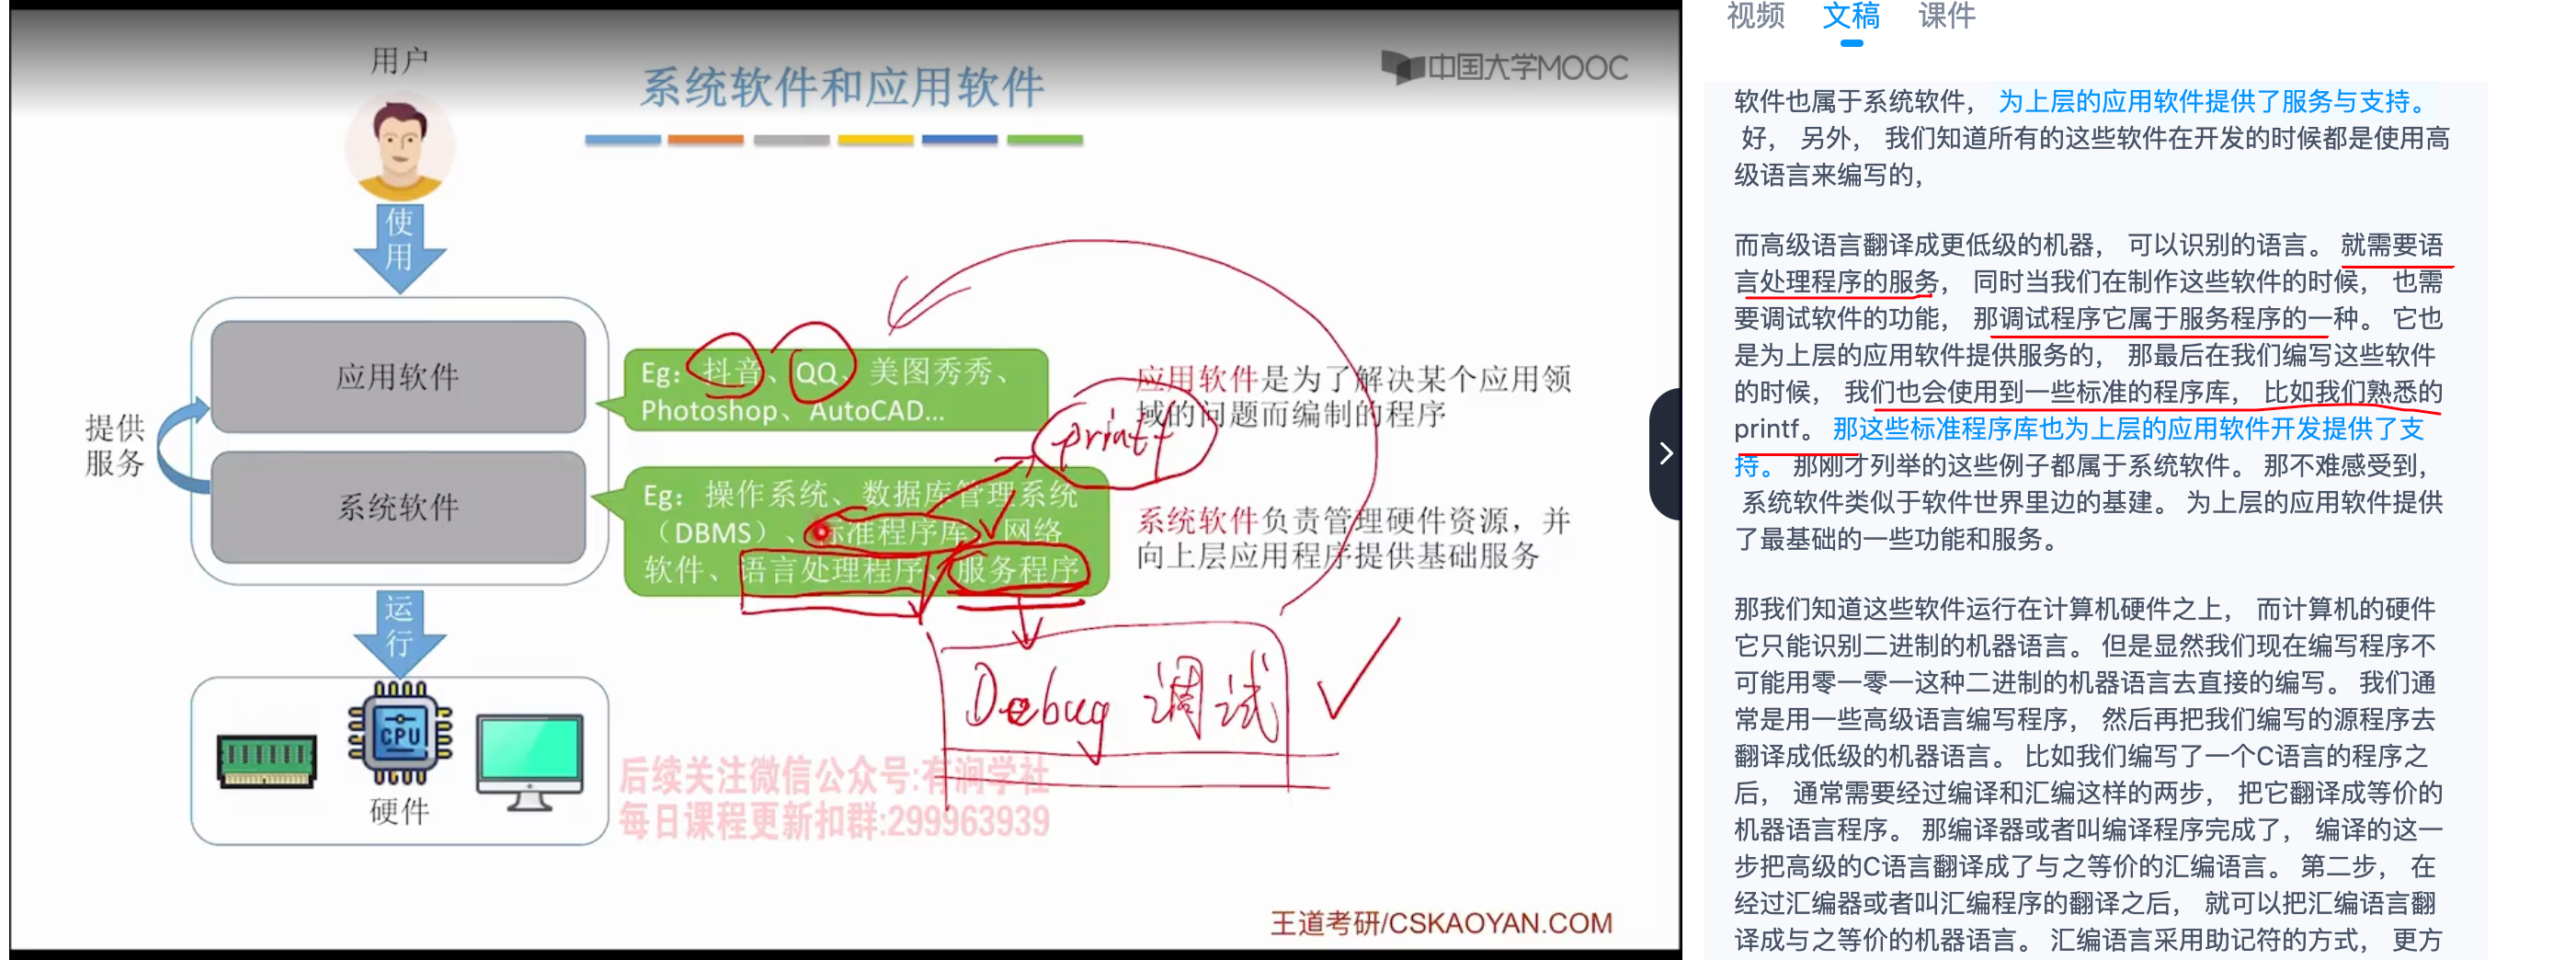 用户
系统软件和应用软件
中国大学MOOC
使
用
应用软件
Eg：抖音、QQ、美图秀秀、
Photoshop、AutoCAD...
应用软件是为了解决某个应用领
域的问题而编制的程序
printf
提供
服务
系统软件
Eg：操作系统、数据库管理系统
（DBMS）、标准程序库、网络
软件、语言处理程序、服务程序
系统软件负责管理硬件资源，并
向上层应用程序提供基础服务
运
行
Debug 调试
CPU
硬件
后续关注微信公众号:有涧学社
每日课程更新扣群:299963939
王道考研/CSKAOYAN.COM
视频 文稿 课件
软件也属于系统软件， 为上层的应用软件提供了服务与支持。
好， 另外， 我们知道所有的这些软件在开发的时候都是使用高
级语言来编写的，
而高级语言翻译成更低级的机器， 可以识别的语言。 就需要语
言处理程序的服务， 同时当我们在制作这些软件的时候， 也需
要调试软件的功能， 那调试程序它属于服务程序的一种。 它也
是为上层的应用软件提供服务的， 那最后在我们编写这些软件
的时候， 我们也会使用到一些标准的程序库， 比如我们熟悉的
printf。 那这些标准程序库也为上层的应用软件开发提供了支
持。 那刚才列举的这些例子都属于系统软件。 那不难感受到，
系统软件类似于软件世界里边的基建。 为上层的应用软件提供
了最基础的一些功能和服务。
那我们知道这些软件运行在计算机硬件之上， 而计算机的硬件
它只能识别二进制的机器语言。 但是显然我们现在编写程序不
可能用零一零一这种二进制的机器语言去直接的编写。 我们通
常是用一些高级语言编写程序， 然后再把我们编写的源程序去
翻译成低级的机器语言。 比如我们编写了一个C语言的程序之
后， 通常需要经过编译和汇编这样的两步， 把它翻译成等价的
机器语言程序。 那编译器或者叫编译程序完成了， 编译的这一
步把高级的C语言翻译成了与之等价的汇编语言。 第二步， 在
经过汇编器或者叫汇编程序的翻译之后， 就可以把汇编语言翻
译成与之等价的机器语言。 汇编语言采用助记符的方式， 更方